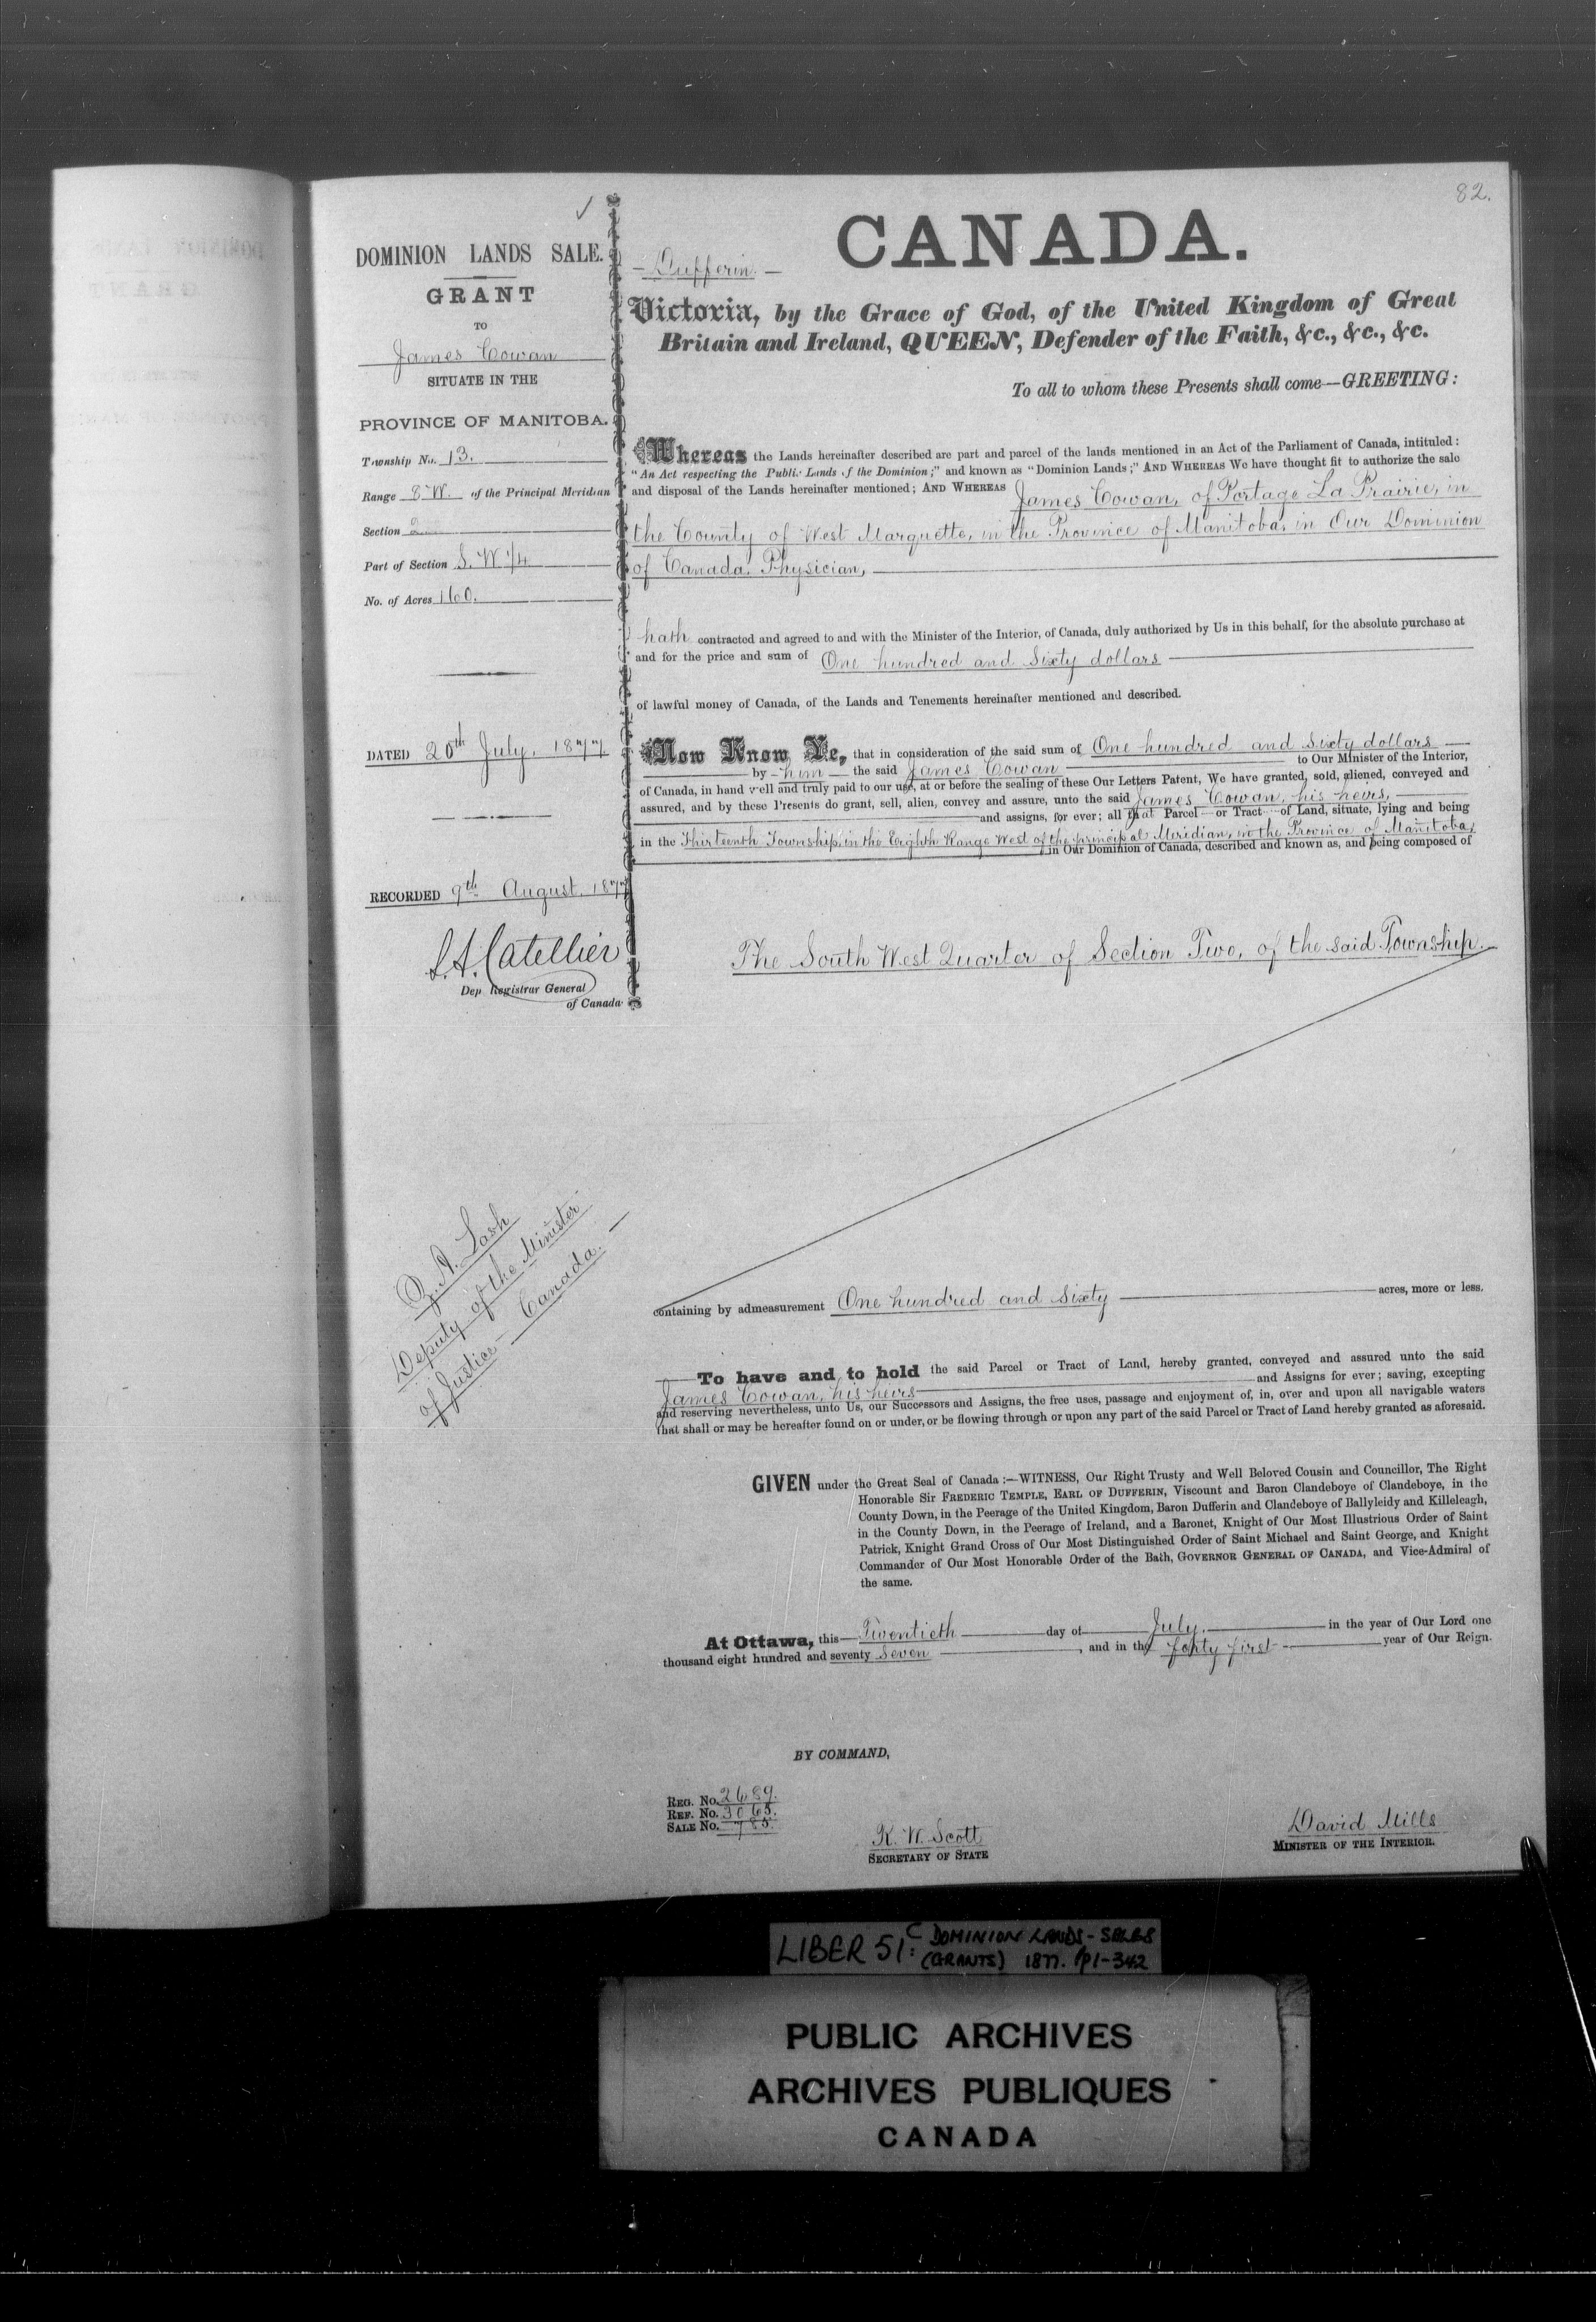 82.
✓
DOMINION LANDS SALE.
GRANT
TO
James Cowan
SITUATE IN THE
PROVINCE OF MANITOBA.
Township No. 13.
Range 8 W. of the Principal Meridian
Section 2
Part of Section S. W. 1/4
No. of Acres 160.
DATED 20th July, 1877
RECORDED 9th August, 1877
L. A. Catellier
Dep Registrar General
of Canada
Z. A. Lash
Deputy of the Minister
of Justice - Canada. -
CANADA.
- Dufferin. -
Victoria, by the Grace of God, of the United Kingdom of Great
Britain and Ireland, QUEEN, Defender of the Faith, &c., &c., &c.
To all to whom these Presents shall come—GREETING:
Whereas the Lands hereinafter described are part and parcel of the lands mentioned in an Act of the Parliament of Canada, intituled:
"An Act respecting the Public Lands of the Dominion;" and known as "Dominion Lands;" AND WHEREAS We have thought fit to authorize the sale
and disposal of the Lands hereinafter mentioned; AND WHEREAS James Cowan, of Portage La Prairie, in
the County of West Marquette, in the Province of Manitoba, in Our Dominion
of Canada, Physician,
hath contracted and agreed to and with the Minister of the Interior, of Canada, duly authorized by Us in this behalf, for the absolute purchase at
and for the price and sum of One hundred and Sixty dollars
of lawful money of Canada, of the Lands and Tenements hereinafter mentioned and described.
Now Know Ye, that in consideration of the said sum of One hundred and Sixty dollars
by him the said James Cowan to Our Minister of the Interior,
of Canada, in hand well and truly paid to our use, at or before the sealing of these Our Letters Patent, We have granted, sold, aliened, conveyed and
assured, and by these Presents do grant, sell, alien, convey and assure, unto the said James Cowan, his heirs,
and assigns, for ever; all that Parcel or Tract of Land, situate, lying and being
in the Thirteenth Township, in the Eighth Range West of the principal Meridian, in the Province of Manitoba,
in Our Dominion of Canada, described and known as, and being composed of
The South West Quarter of Section Two, of the said Township.
containing by admeasurement One hundred and Sixty acres, more or less.
To have and to hold the said Parcel or Tract of Land, hereby granted, conveyed and assured unto the said
James Cowan, his heirs and Assigns for ever; saving, excepting
and reserving nevertheless, unto Us, our Successors and Assigns, the free uses, passage and enjoyment of, in, over and upon all navigable waters
that shall or may be hereafter found on or under, or be flowing through or upon any part of the said Parcel or Tract of Land hereby granted as aforesaid.
GIVEN under the Great Seal of Canada:—WITNESS, Our Right Trusty and Well Beloved Cousin and Councillor, The Right
Honorable Sir FREDERIC TEMPLE, EARL OF DUFFERIN, Viscount and Baron Clandeboye of Clandeboye, in the
County Down, in the Peerage of the United Kingdom, Baron Dufferin and Clandeboye of Ballyleidy and Killeleagh,
in the County Down, in the Peerage of Ireland, and a Baronet, Knight of Our Most Illustrious Order of Saint
Patrick, Knight Grand Cross of Our Most Distinguished Order of Saint Michael and Saint George, and Knight
Commander of Our Most Honorable Order of the Bath, GOVERNOR GENERAL OF CANADA, and Vice-Admiral of
the same.
At Ottawa, this Twentieth day of July, in the year of Our Lord one
thousand eight hundred and seventy Seven, and in the forty first year of Our Reign.
BY COMMAND,
REG. No. 2689.
REF. No. 3065.
SALE No. 785.
R. W. Scott
SECRETARY OF STATE
David Mills
MINISTER OF THE INTERIOR.
LIBER 51C: DOMINION LANDS - SALES
(GRANTS) 1877. pp1-342
PUBLIC ARCHIVES
ARCHIVES PUBLIQUES
CANADA